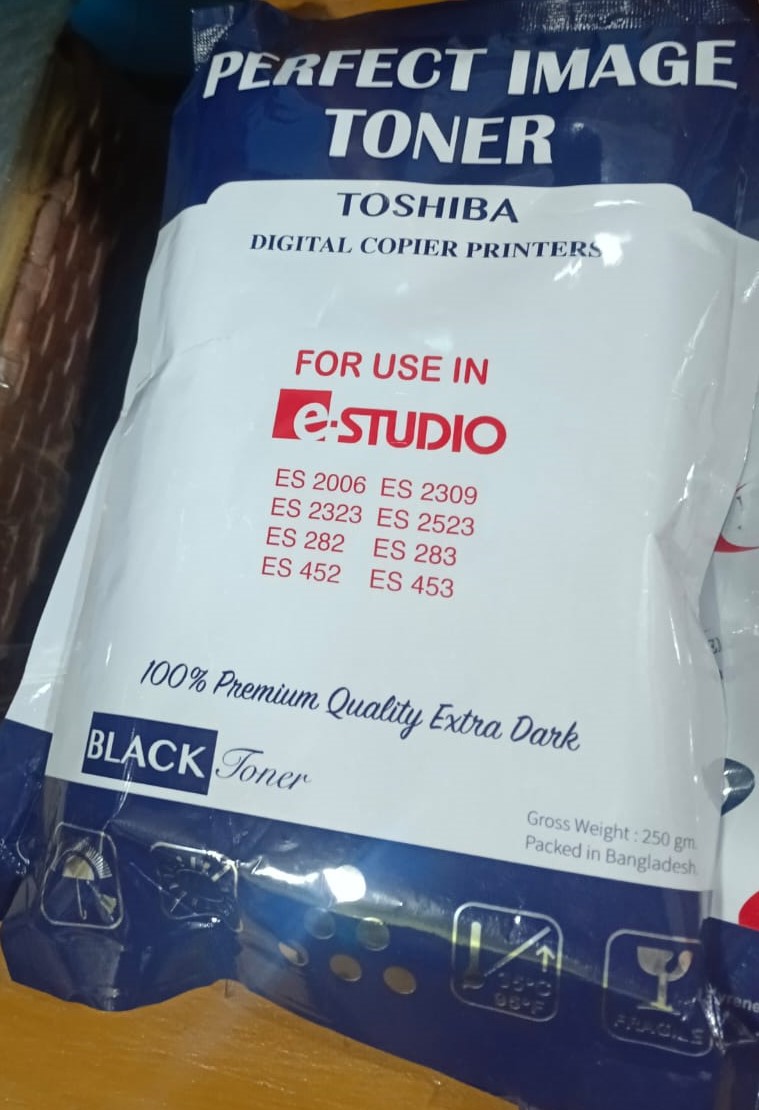 PERFECT IMAGE
TONER
TOSHIBA
DIGITAL COPIER PRINTERS
FOR USE IN
e-STUDIO
ES 2006 ES 2309
ES 2323 ES 2523
ES 282 ES 283
ES 452 ES 453
100% Premium Quality Extra Dark
BLACK Toner
Gross Weight : 250 gm.
Packed in Bangladesh.
35°C
95°F
FRAGILE